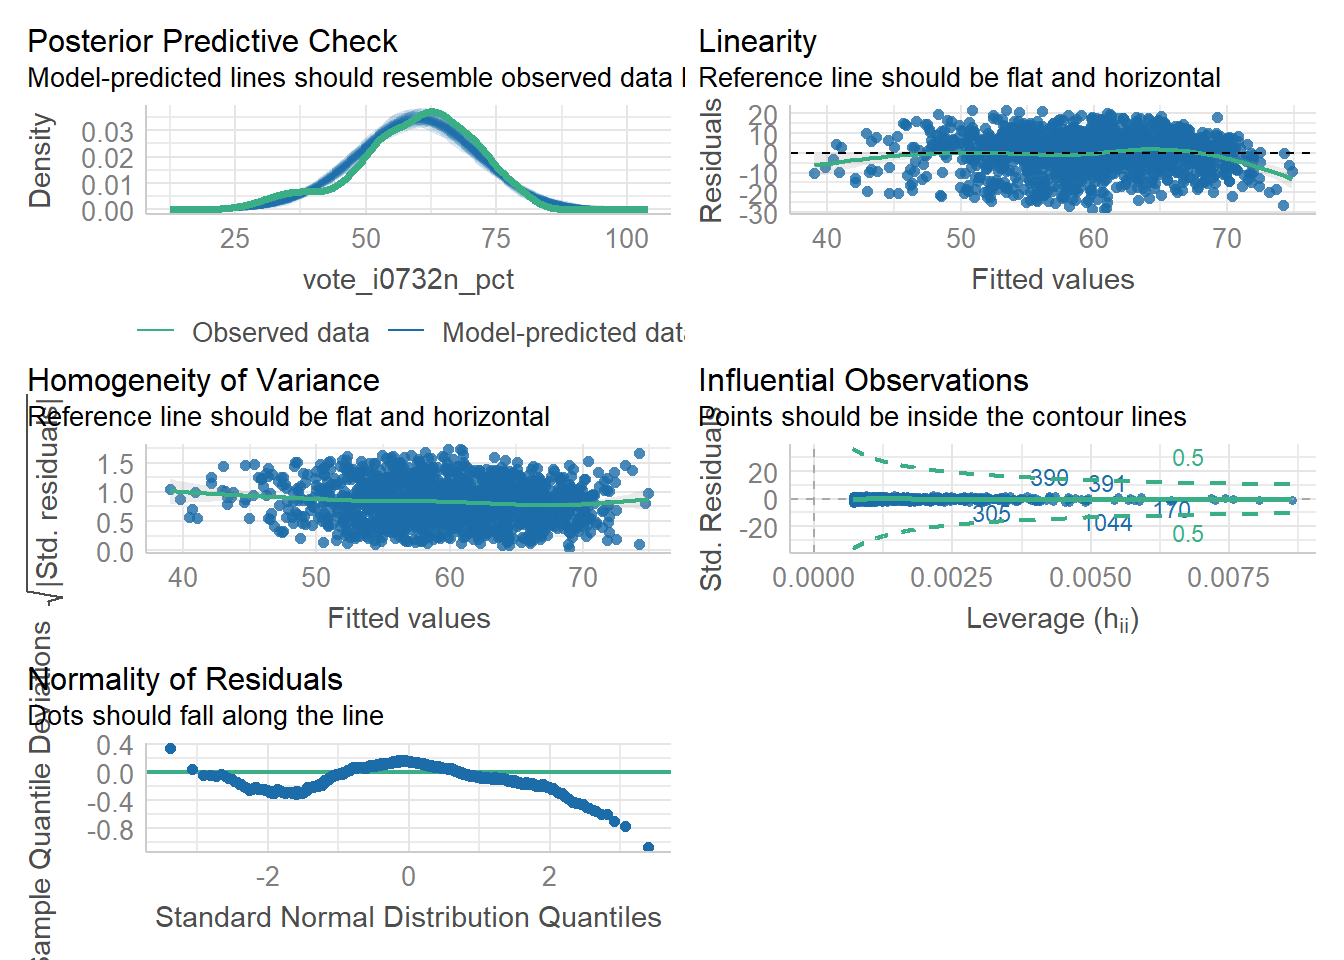 Posterior Predictive Check
Model-predicted lines should resemble observed data l
Density
0.03
0.02
0.01
0.00
25 50 75 100
vote_i0732n_pct
Observed data Model-predicted data
Linearity
Reference line should be flat and horizontal
Residuals
20
10
0
-10
-20
-30
40 50 60 70
Fitted values
Homogeneity of Variance
Reference line should be flat and horizontal
√|Std. residuals|
1.5
1.0
0.5
0.0
40 50 60 70
Fitted values
Influential Observations
Points should be inside the contour lines
Std. Residuals
20
0
-20
0.5
390
391
305
1044
170
0.5
0.0000 0.0025 0.0050 0.0075
Leverage (hii)
Normality of Residuals
Dots should fall along the line
Sample Quantile Deviations
0.4
0.0
-0.4
-0.8
-2 0 2
Standard Normal Distribution Quantiles